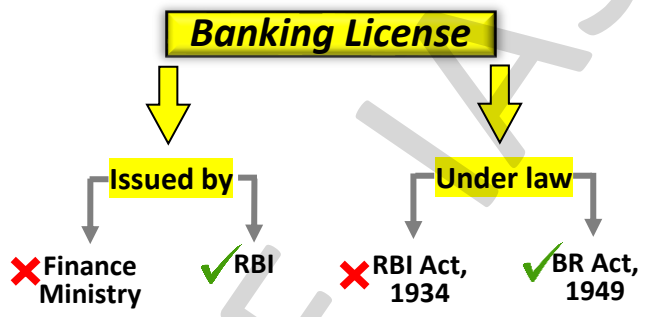 Banking License
Issued by
Under law
Finance
Ministry
RBI
RBI Act,
1934
BR Act,
1949